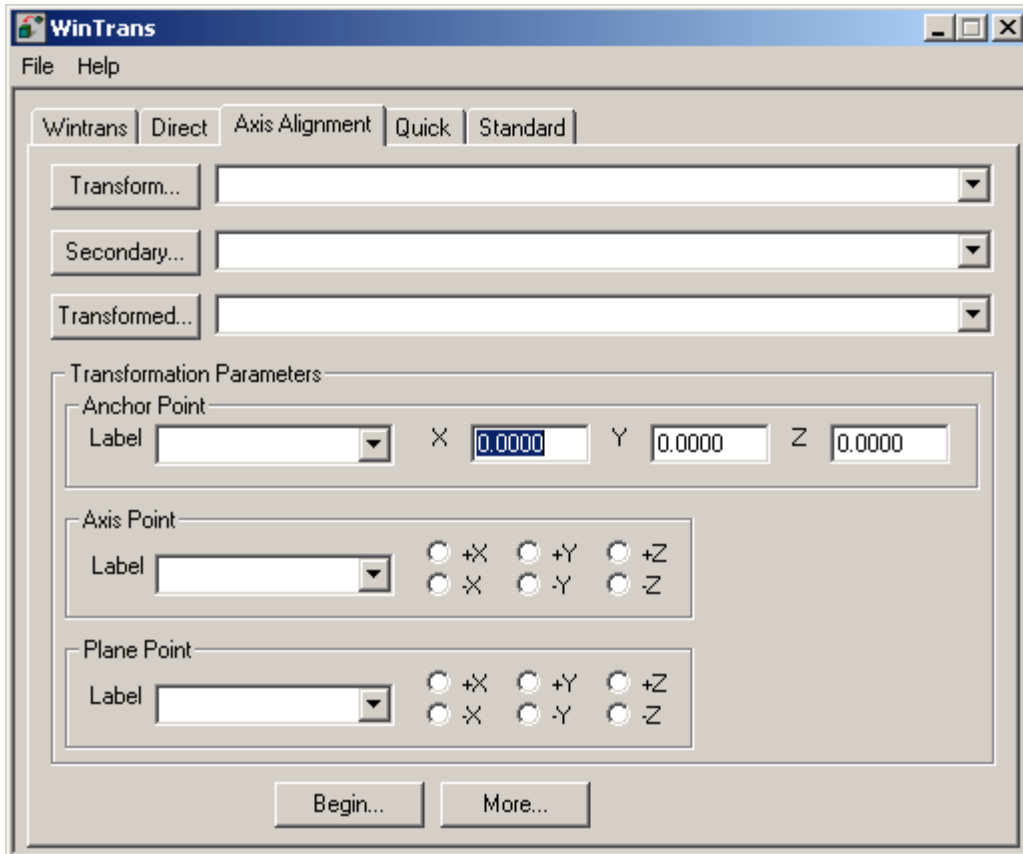 WinTrans
File Help
Wintrans Direct Axis Alignment Quick Standard
Transform...
Secondary...
Transformed...
Transformation Parameters
Anchor Point
Label X 0.0000 Y 0.0000 Z 0.0000
Axis Point
Label +X +Y +Z
-X -Y -Z
Plane Point
Label +X +Y +Z
-X -Y -Z
Begin... More...